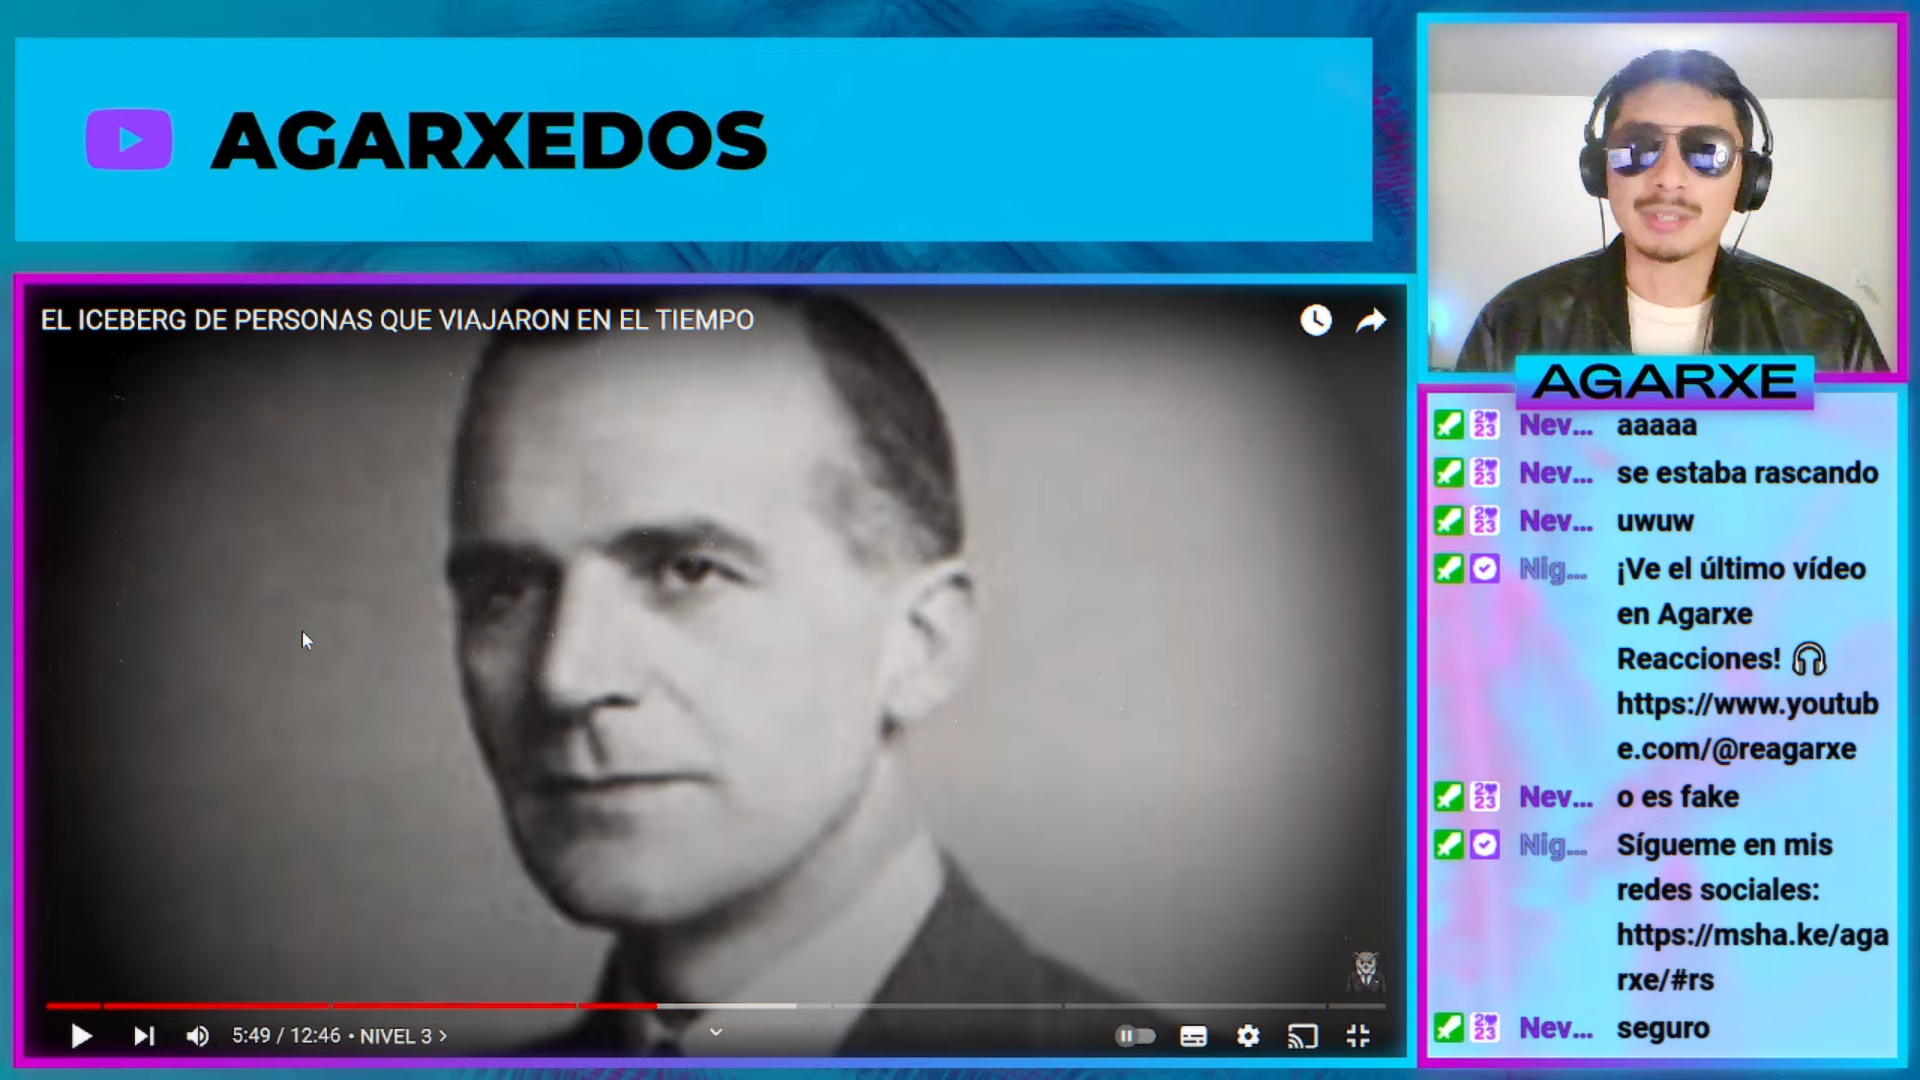 AGARXEDOS
EL ICEBERG DE PERSONAS QUE VIAJARON EN EL TIEMPO
5:49 / 12:46 • NIVEL 3 >
AGARXE
Nev... aaaaa
Nev... se estaba rascando
Nev... uwuw
Nig... ¡Ve el último vídeo
en Agarxe
Reacciones! 🎧
https://www.youtub
e.com/@reagarxe
Nev... o es fake
Nig... Sígueme en mis
redes sociales:
https://msha.ke/aga
rxe/#rs
Nev... seguro